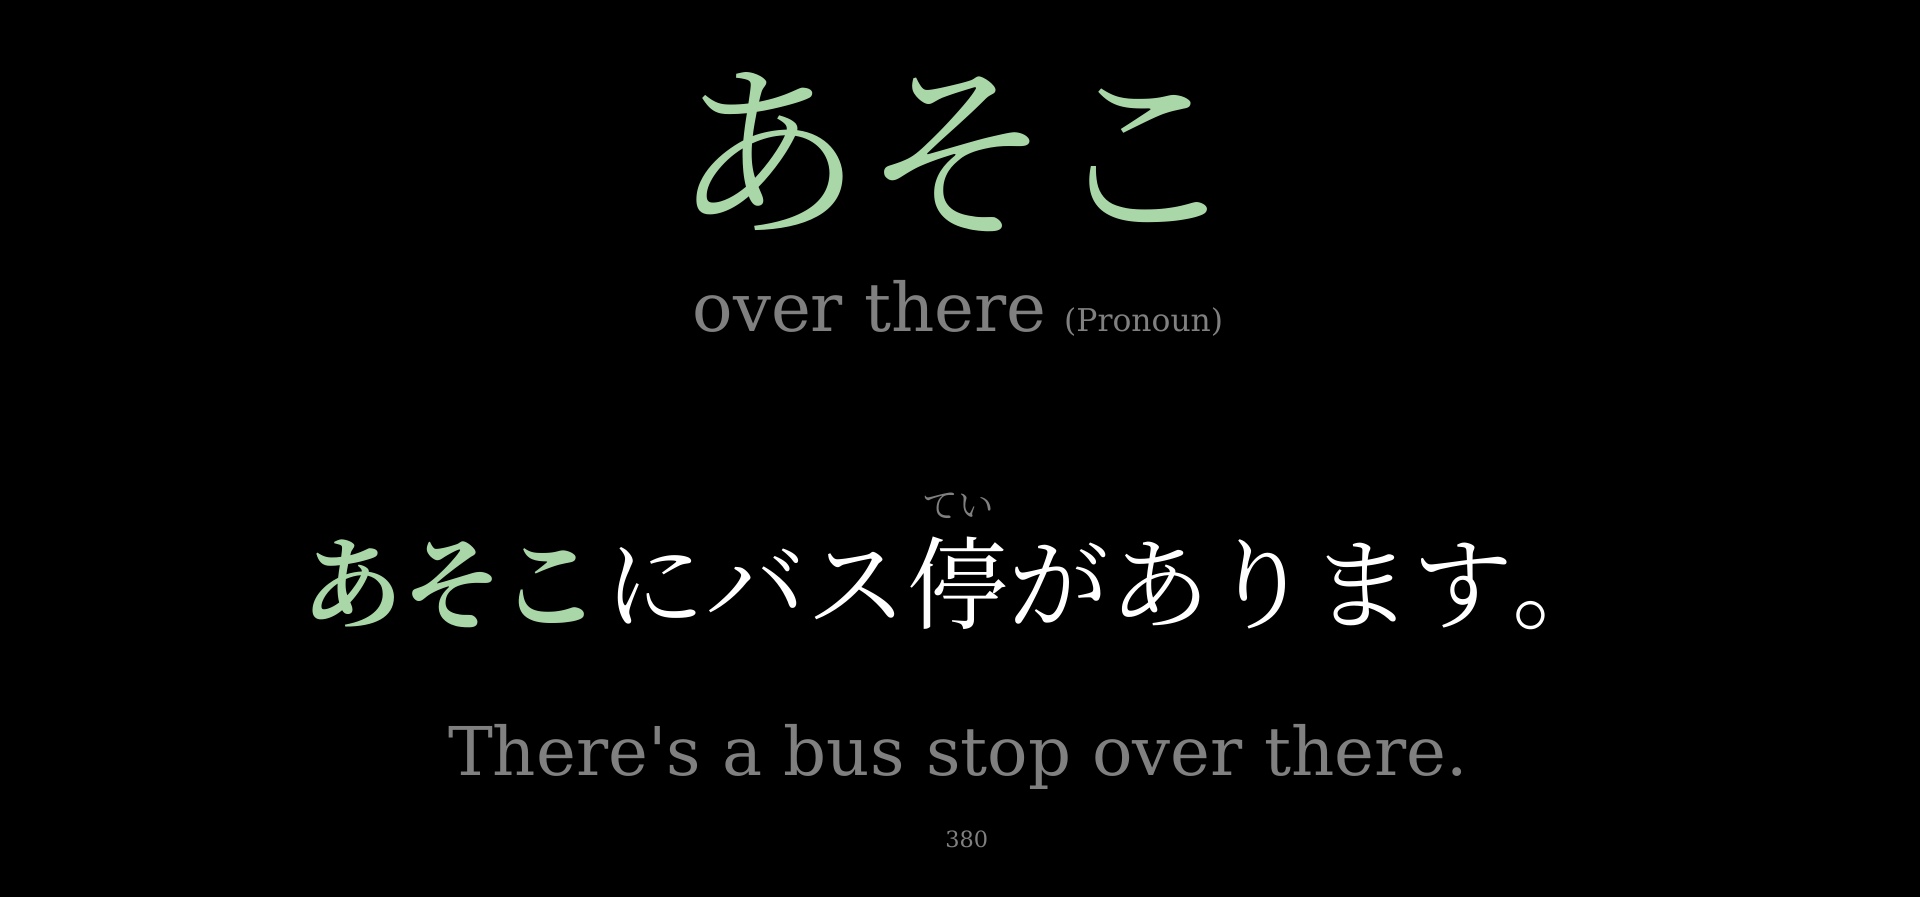 あそこ
over there (Pronoun)
てい
あそこにバス停があります。
There's a bus stop over there.
380